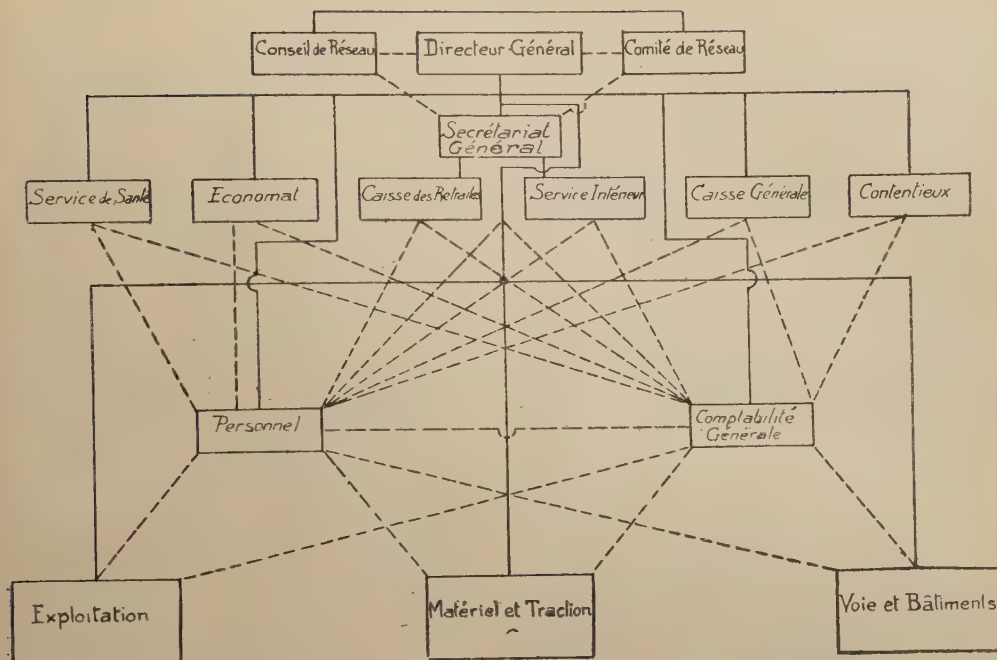 Conseil de Réseau
Directeur Général
Comité de Réseau
Secrétariat
Général
Service de Santé
Economat
Caisse des Retraites
Service Intérieur
Caisse Générale
Contentieux
Personnel
Comptabilité
Générale
Exploitation
Matériel et Traction
Voie et Bâtiments